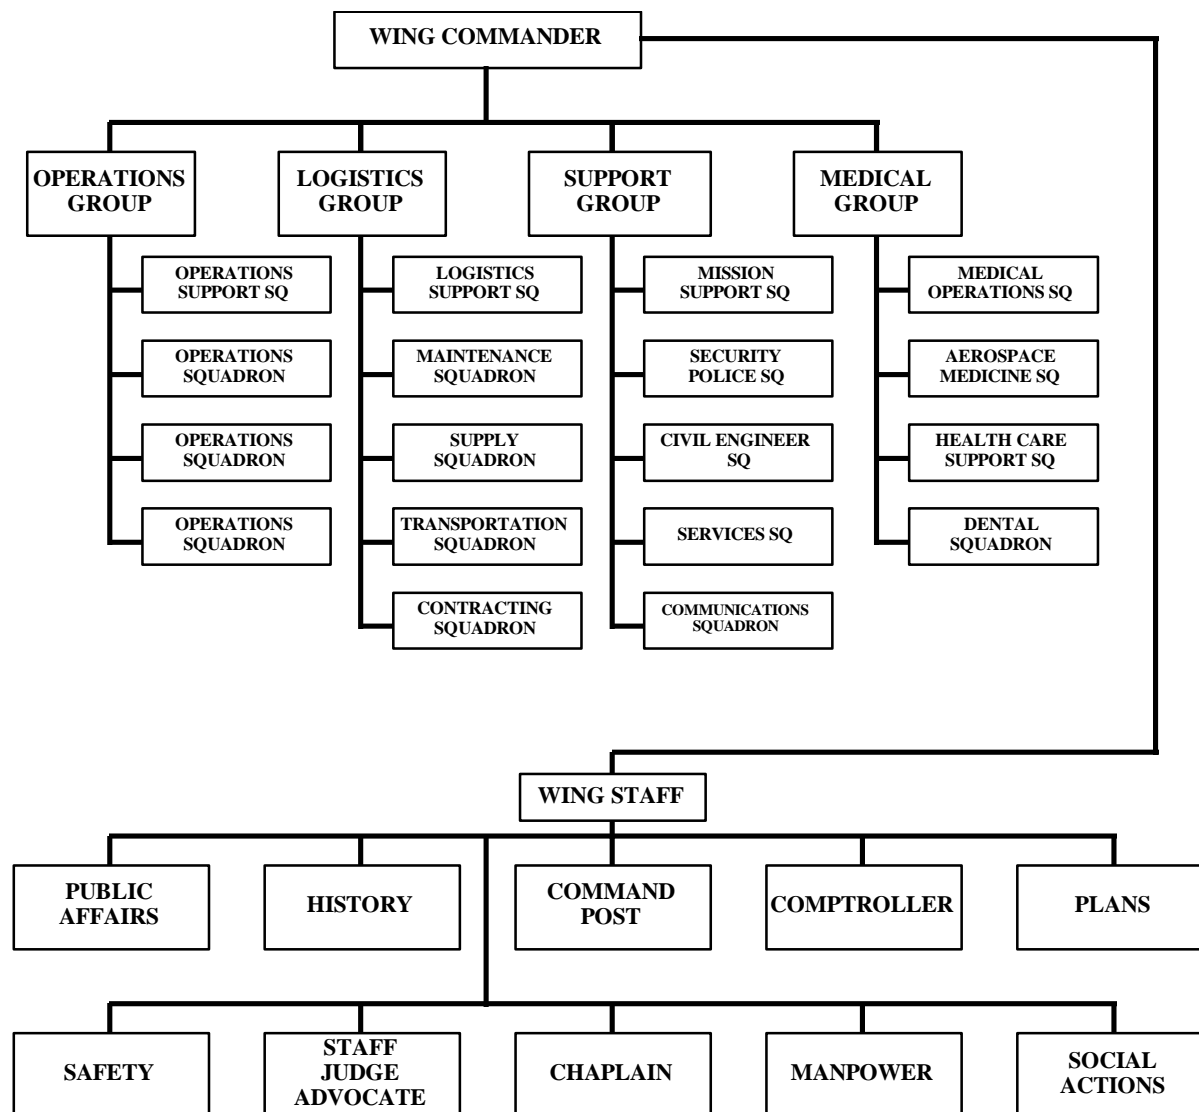 WING COMMANDER
OPERATIONS
GROUP
LOGISTICS
GROUP
SUPPORT
GROUP
MEDICAL
GROUP
OPERATIONS
SUPPORT SQ
OPERATIONS
SQUADRON
OPERATIONS
SQUADRON
OPERATIONS
SQUADRON
LOGISTICS
SUPPORT SQ
MAINTENANCE
SQUADRON
SUPPLY
SQUADRON
TRANSPORTATION
SQUADRON
CONTRACTING
SQUADRON
MISSION
SUPPORT SQ
SECURITY
POLICE SQ
CIVIL ENGINEER
SQ
SERVICES SQ
COMMUNICATIONS
SQUADRON
MEDICAL
OPERATIONS SQ
AEROSPACE
MEDICINE SQ
HEALTH CARE
SUPPORT SQ
DENTAL
SQUADRON
WING STAFF
PUBLIC
AFFAIRS
HISTORY
COMMAND
POST
COMPTROLLER
PLANS
SAFETY
STAFF
JUDGE
ADVOCATE
CHAPLAIN
MANPOWER
SOCIAL
ACTIONS